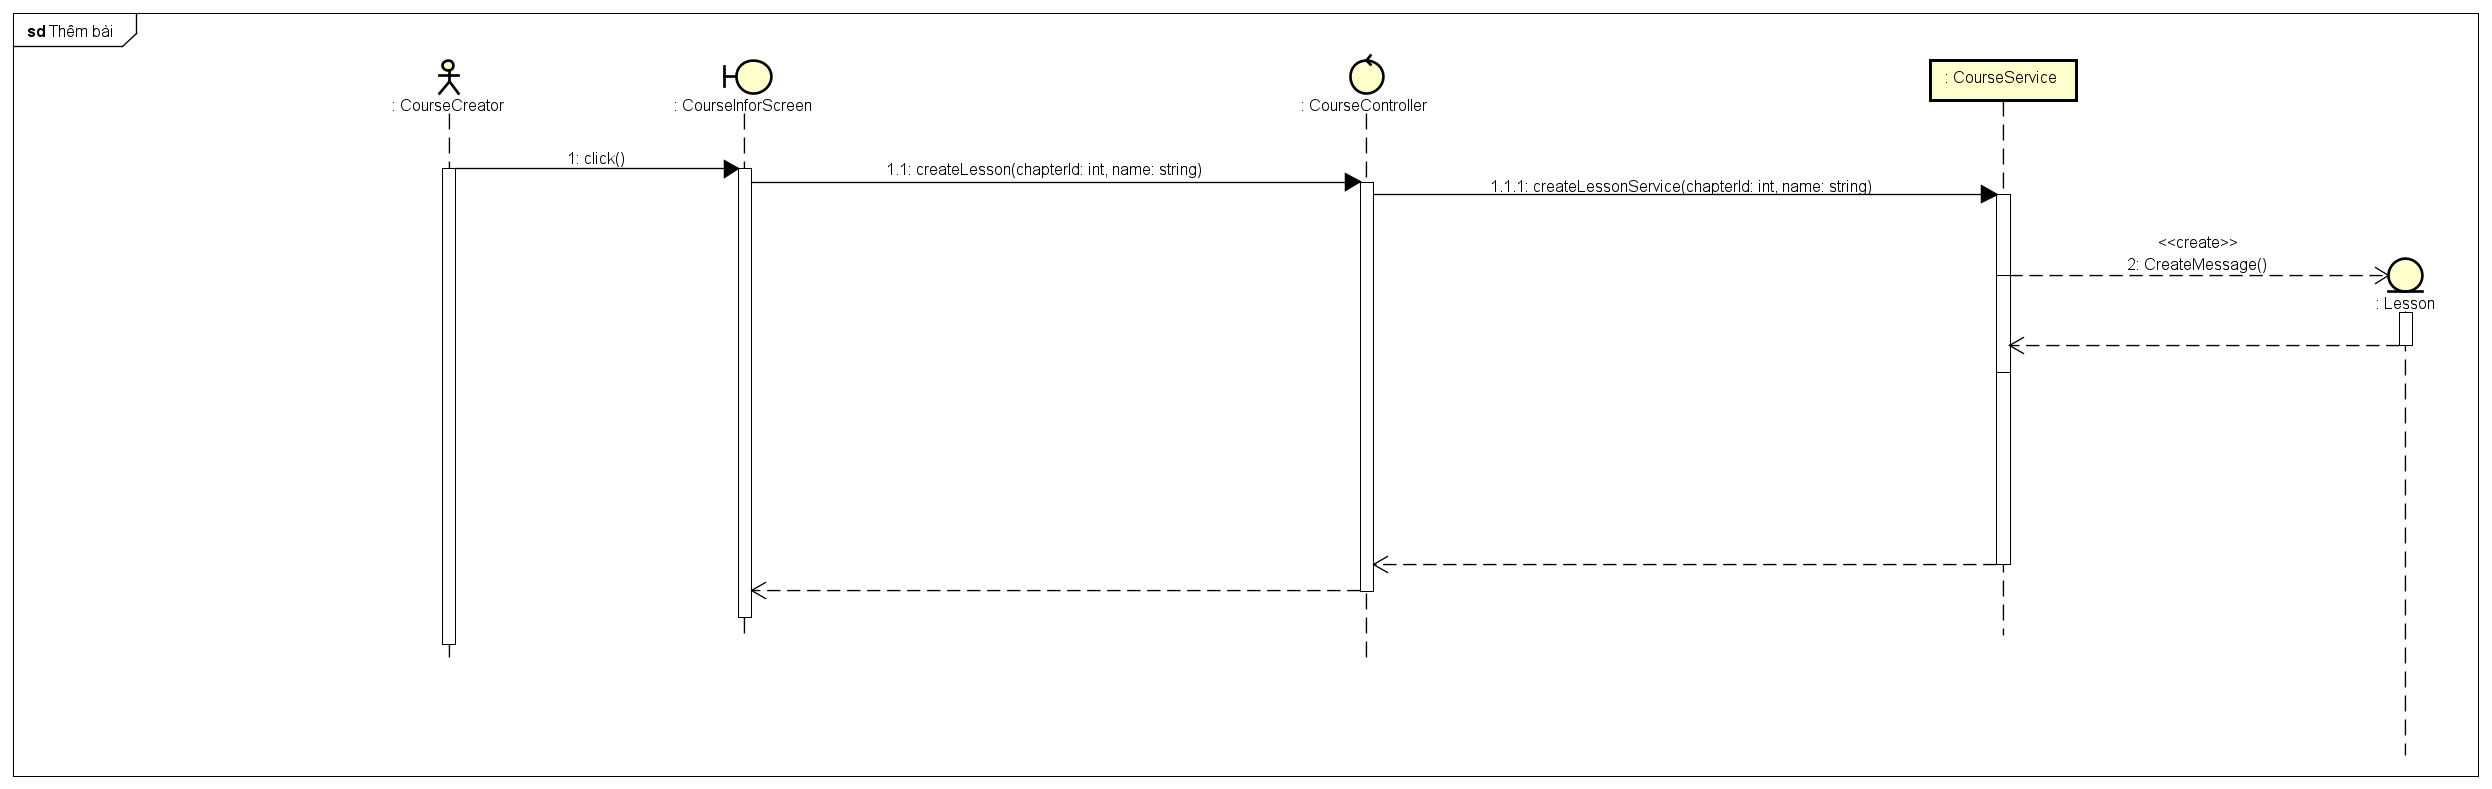 sd Thêm bài
: CourseCreator
: CourseInforScreen
: CourseController
: CourseService
1: click()
1.1: createLesson(chapterId: int, name: string)
1.1.1: createLessonService(chapterId: int, name: string)
<<create>>
2: CreateMessage()
: Lesson